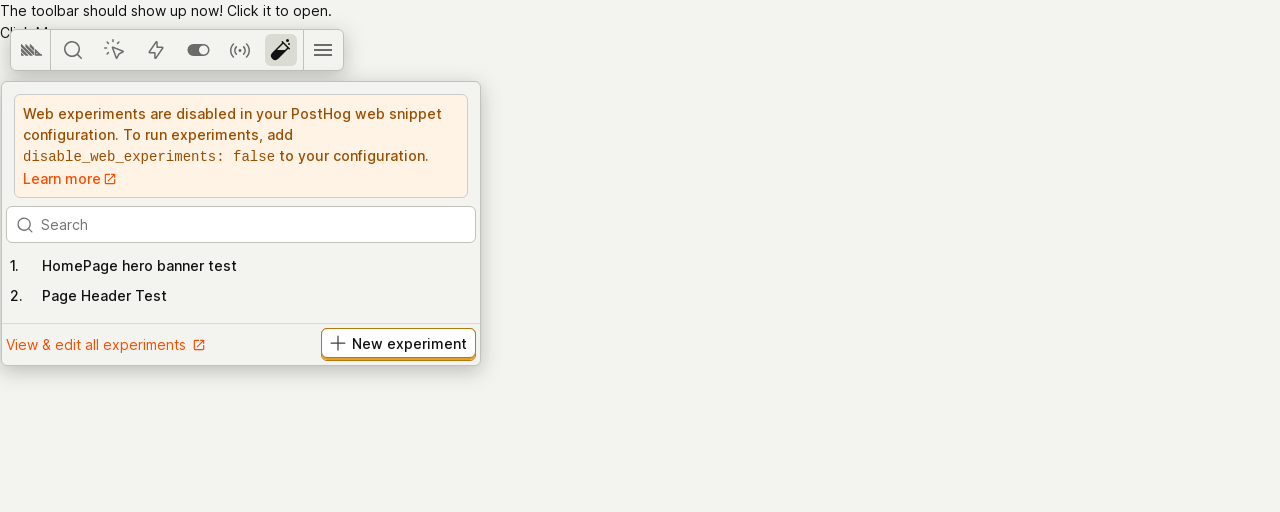 The toolbar should show up now! Click it to open.
Web experiments are disabled in your PostHog web snippet
configuration. To run experiments, add
disable_web_experiments: false to your configuration.
Learn more
Search
1. HomePage hero banner test
2. Page Header Test
View & edit all experiments
New experiment